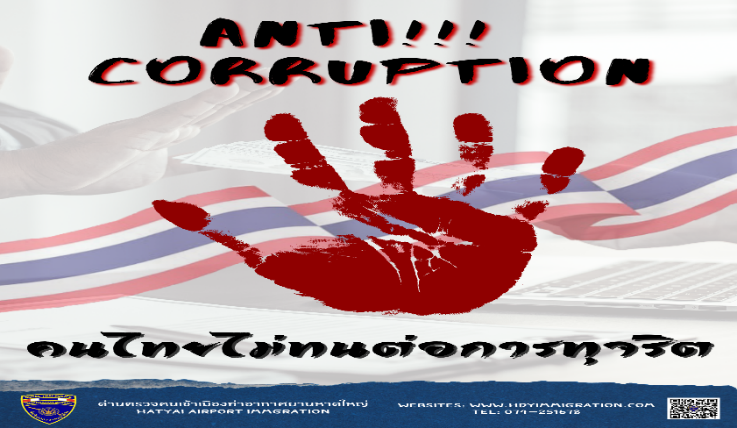 ANTI!!!
CORRUPTION
คนไทยไม่ทนต่อการทุจริต
ด่านตรวจคนเข้าเมืองท่าอากาศยานหาดใหญ่
HATYAI AIRPORT IMMGRATION
WEBSITES: WWW.HDYIMMIGRATION.COM
TEL: 074-251678